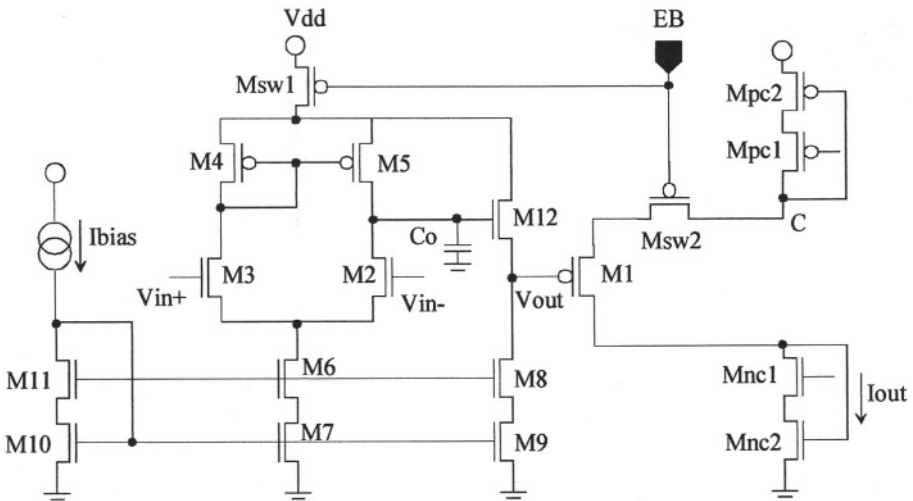 Vdd
EB
Msw1
Mpc2
M4
M5
Mpc1
Ibias
Co
M12
C
Msw2
M3
M2
M1
Vin+
Vin-
Vout
M11
M6
M8
Mnc1
Iout
M10
M7
M9
Mnc2